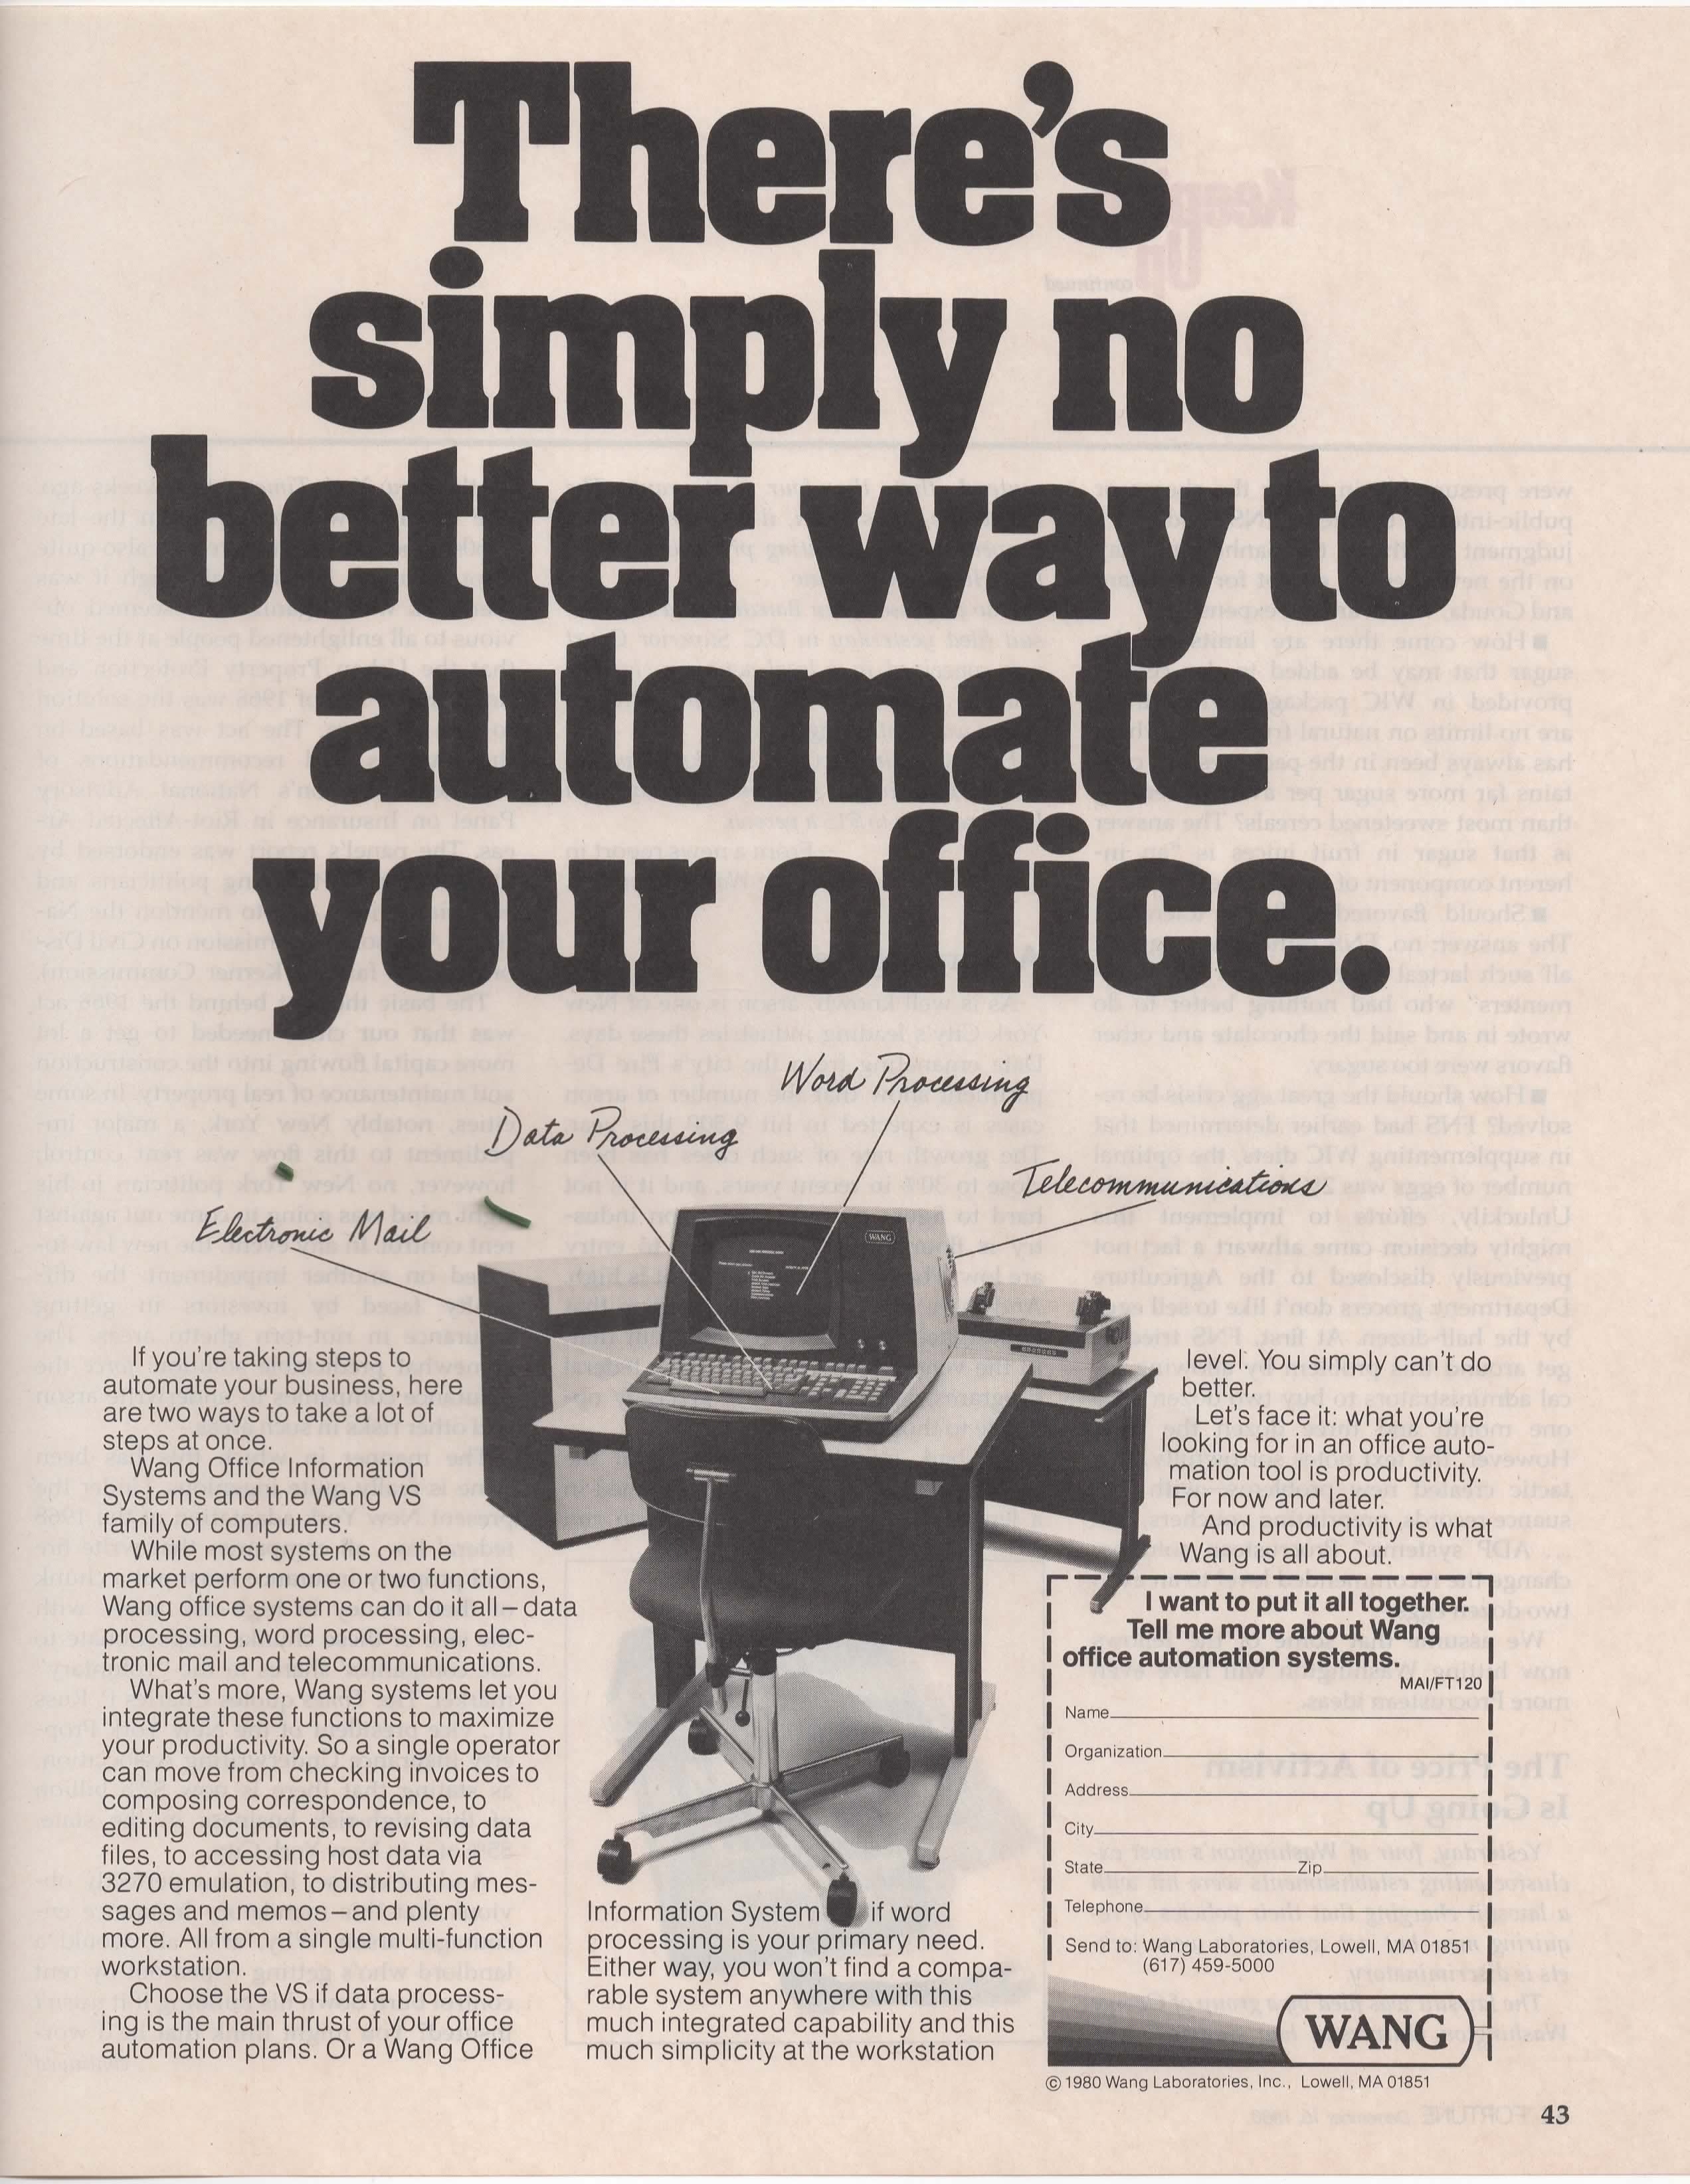 There's
simply no
better way to
automate
your office.
Word Processing
Data Processing
Telecommunications
Electronic Mail
WANG
If you're taking steps to
automate your business, here
are two ways to take a lot of
steps at once.
Wang Office Information
Systems and the Wang VS
family of computers.
While most systems on the
market perform one or two functions,
Wang office systems can do it all – data
processing, word processing, elec-
tronic mail and telecommunications.
What's more, Wang systems let you
integrate these functions to maximize
your productivity. So a single operator
can move from checking invoices to
composing correspondence, to
editing documents, to revising data
files, to accessing host data via
3270 emulation, to distributing mes-
sages and memos – and plenty
more. All from a single multi-function
workstation.
Choose the VS if data process-
ing is the main thrust of your office
automation plans. Or a Wang Office
Information System if word
processing is your primary need.
Either way, you won't find a compa-
rable system anywhere with this
much integrated capability and this
much simplicity at the workstation
level. You simply can't do
better.
Let's face it: what you're
looking for in an office auto-
mation tool is productivity.
For now and later.
And productivity is what
Wang is all about.
I want to put it all together.
Tell me more about Wang
office automation systems.
MAI/FT120
Name
Organization
Address
City
State Zip
Telephone
Send to: Wang Laboratories, Lowell, MA 01851
(617) 459-5000
WANG
© 1980 Wang Laboratories, Inc., Lowell, MA 01851
43